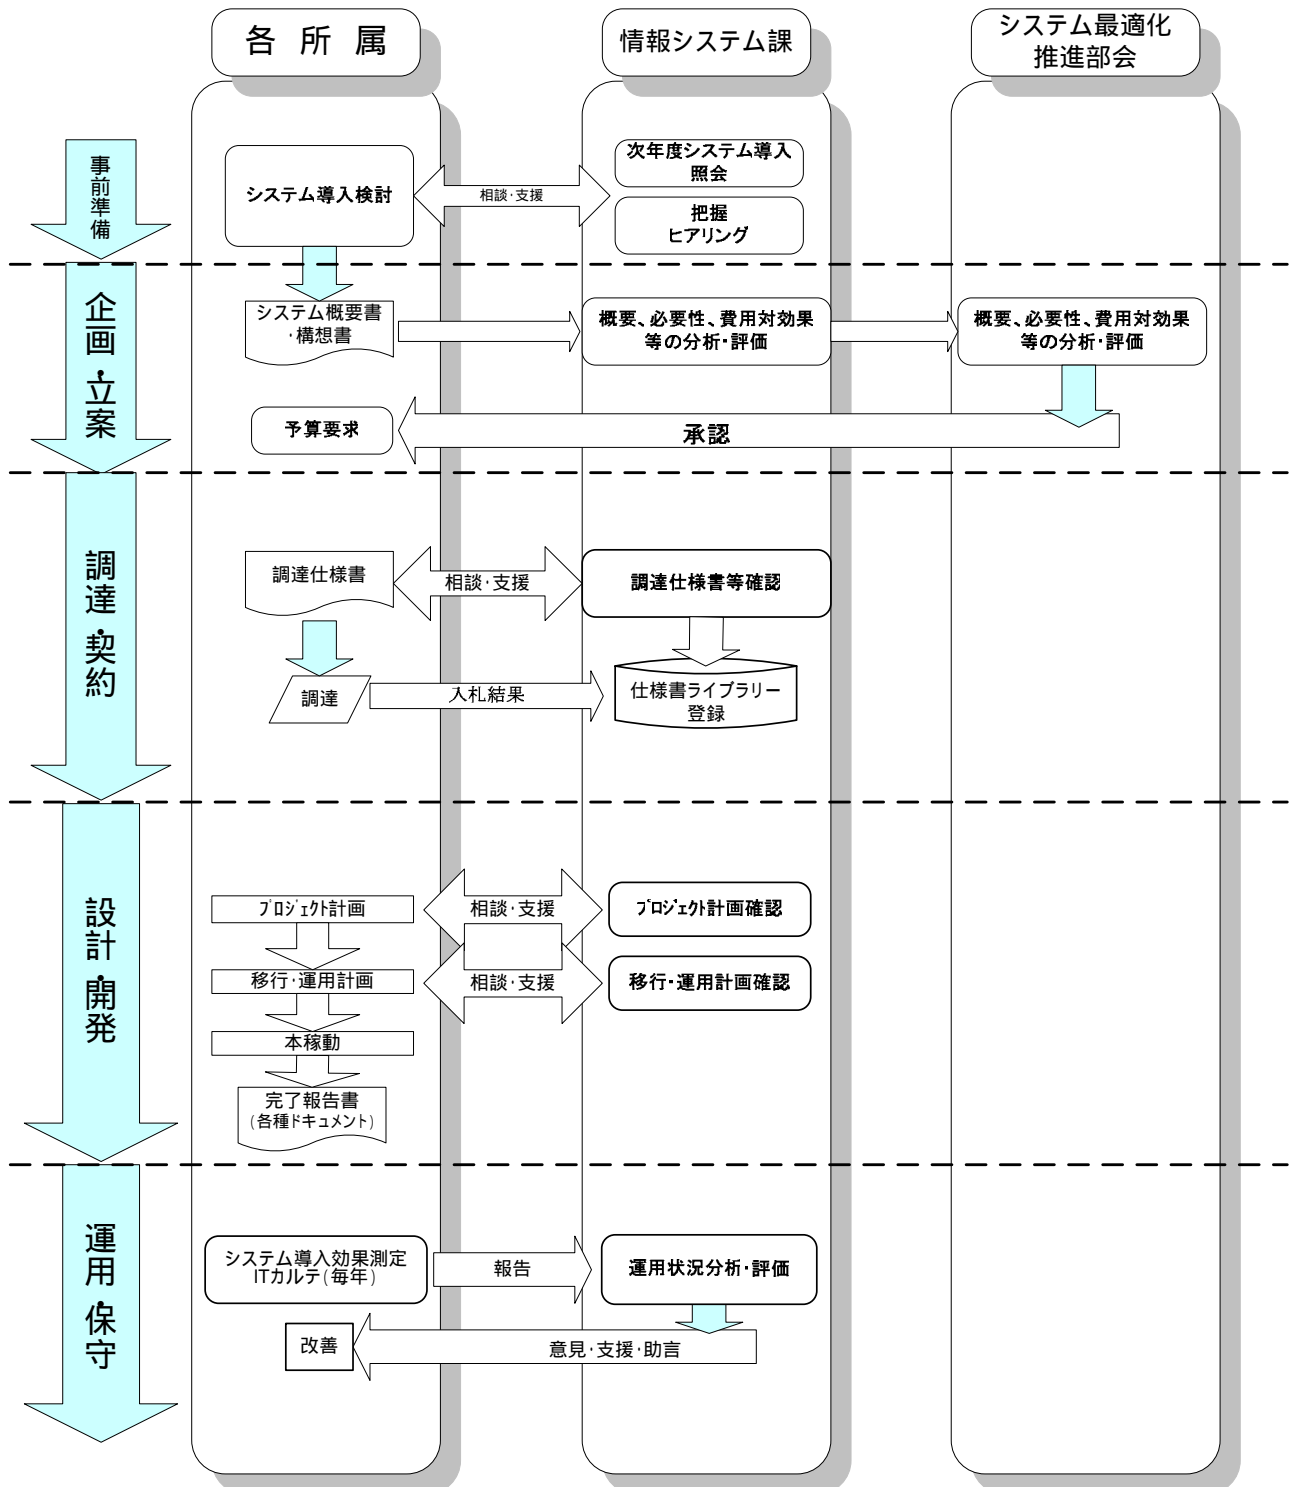 各 所 属
情報システム課
システム最適化
推進部会
事前準備
システム導入検討
相談・支援
次年度システム導入
照会
把握
ヒアリング
企画・立案
システム概要書
・構想書
概要、必要性、費用対効果
等の分析・評価
概要、必要性、費用対効果
等の分析・評価
予算要求
承認
調達・契約
調達仕様書
相談・支援
調達仕様書等確認
調達
入札結果
仕様書ライブラリー
登録
設計・開発
プロジェクト計画
相談・支援
プロジェクト計画確認
移行・運用計画
相談・支援
移行・運用計画確認
本稼動
完了報告書
(各種ドキュメント)
運用・保守
システム導入効果測定
ITカルテ(毎年)
報告
運用状況分析・評価
改善
意見・支援・助言